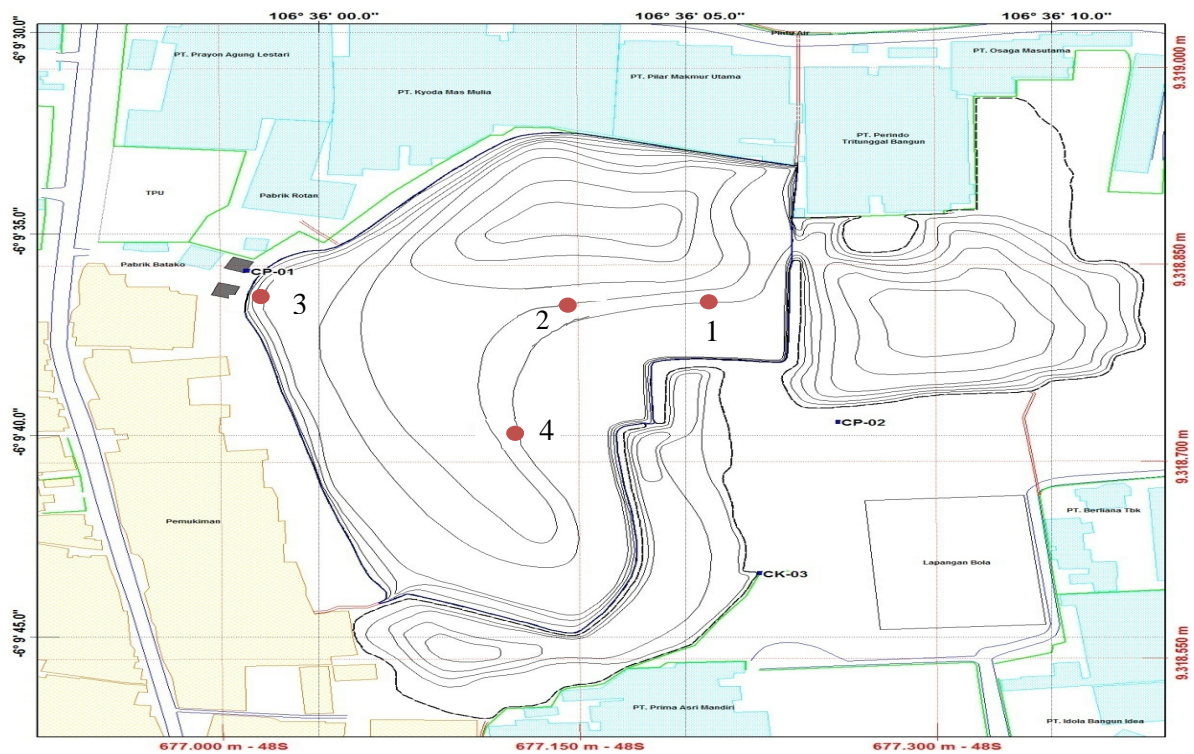 106° 36' 00.0"
106° 36' 05.0"
106° 36' 10.0"
-6° 9' 30.0"
Pintu Air
PT. Osaga Masutama
PT. Prayon Agung Lestari
PT. Pilar Makmur Utama
9.319.000 m
PT. Kyoda Mas Mulia
PT. Perindo
Tritunggal Bangun
TPU
Pabrik Rotan
-6° 9' 35.0"
9.318.850 m
Pabrik Batako
CP-01
3
2
1
CP-02
-6° 9' 40.0"
4
9.318.700 m
PT. Bertiana Tbk
Pemukiman
Lapangan Bola
CK-03
-6° 9' 45.0"
9.318.550 m
PT. Prima Asri Mandiri
PT. Idola Bangun Idea
677.000 m - 48S
677.150 m - 48S
677.300 m - 48S